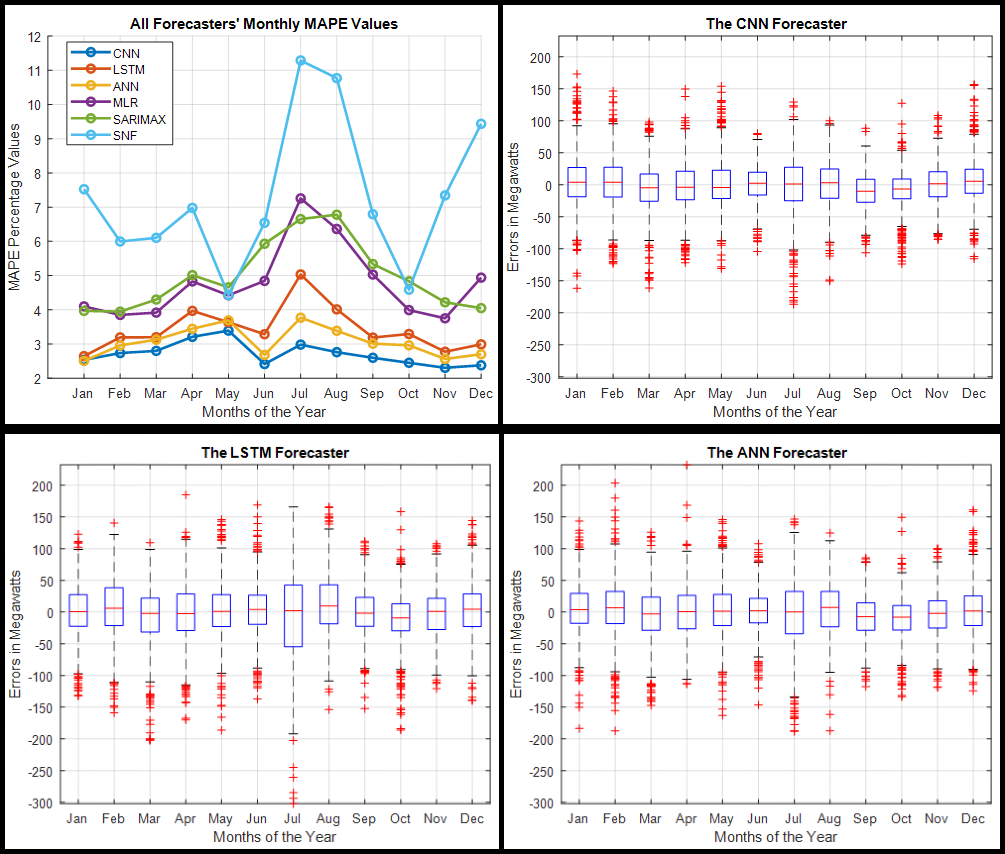 All Forecasters' Monthly MAPE Values
12
11
10
9
8
7
6
5
4
3
2
MAPE Percentage Values
CNN
LSTM
ANN
MLR
SARIMAX
SNF
Jan Feb Mar Apr May Jun Jul Aug Sep Oct Nov Dec
Months of the Year
The CNN Forecaster
200
150
100
50
0
-50
-100
-150
-200
-250
-300
Errors in Megawatts
Jan Feb Mar Apr May Jun Jul Aug Sep Oct Nov Dec
Months of the Year
The LSTM Forecaster
200
150
100
50
0
-50
-100
-150
-200
-250
-300
Errors in Megawatts
Jan Feb Mar Apr May Jun Jul Aug Sep Oct Nov Dec
Months of the Year
The ANN Forecaster
200
150
100
50
0
-50
-100
-150
-200
-250
-300
Errors in Megawatts
Jan Feb Mar Apr May Jun Jul Aug Sep Oct Nov Dec
Months of the Year